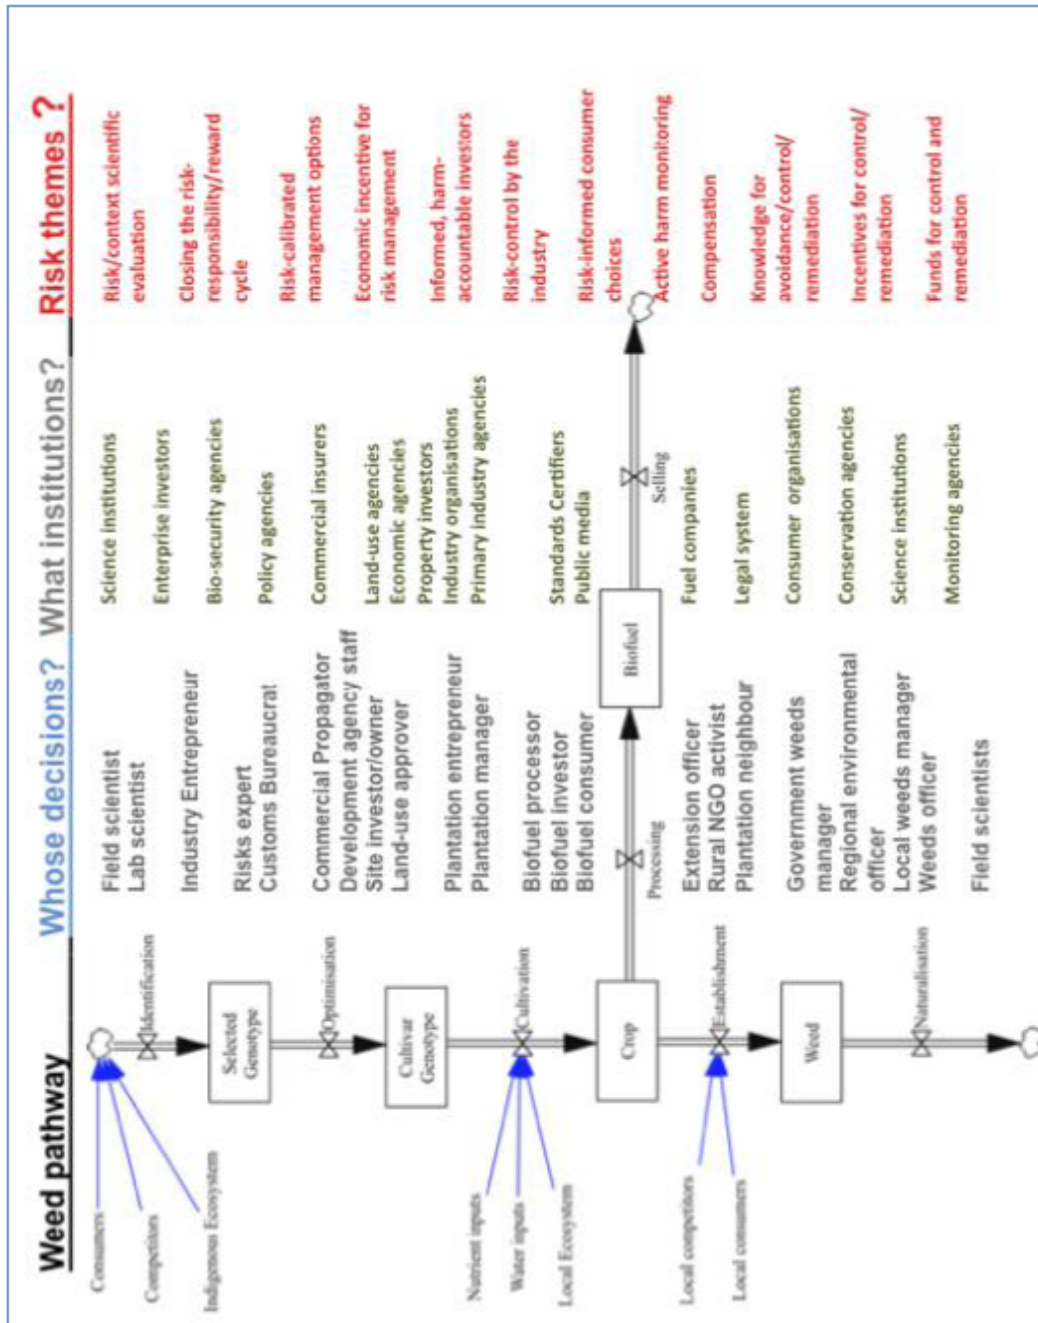 Weed pathway
Whose decisions?
What institutions?
Risk themes ?
Consumers
Competitors
Indigenous Ecosystem
Identification
Selected
Genotype
Optimisation
Cultivar
Genotype
Nutrient inputs
Water inputs
Local Ecosystem
Cultivation
Crop
Processing
Biofuel
Selling
Local competitors
Local consumers
Establishment
Weed
Naturalisation
Field scientist
Lab scientist
Industry Entrepreneur
Risks expert
Customs Bureaucrat
Commercial Propagator
Development agency staff
Site investor/owner
Land-use approver
Plantation entrepreneur
Plantation manager
Biofuel processor
Biofuel investor
Biofuel consumer
Extension officer
Rural NGO activist
Plantation neighbour
Government weeds
manager
Regional environmental
officer
Local weeds manager
Weeds officer
Field scientists
Science institutions
Enterprise investors
Bio-security agencies
Policy agencies
Commercial insurers
Land-use agencies
Economic agencies
Property investors
Industry organisations
Primary industry agencies
Standards Certifiers
Public media
Fuel companies
Legal system
Consumer organisations
Conservation agencies
Science institutions
Monitoring agencies
Risk/context scientific
evaluation
Closing the risk-
responsibility/reward
cycle
Risk-calibrated
management options
Economic incentive for
risk management
Informed, harm-
accountable investors
Risk-control by the
industry
Risk-informed consumer
choices
Active harm monitoring
Compensation
Knowledge for
avoidance/control/
remediation
Incentives for control/
remediation
Funds for control and
remediation